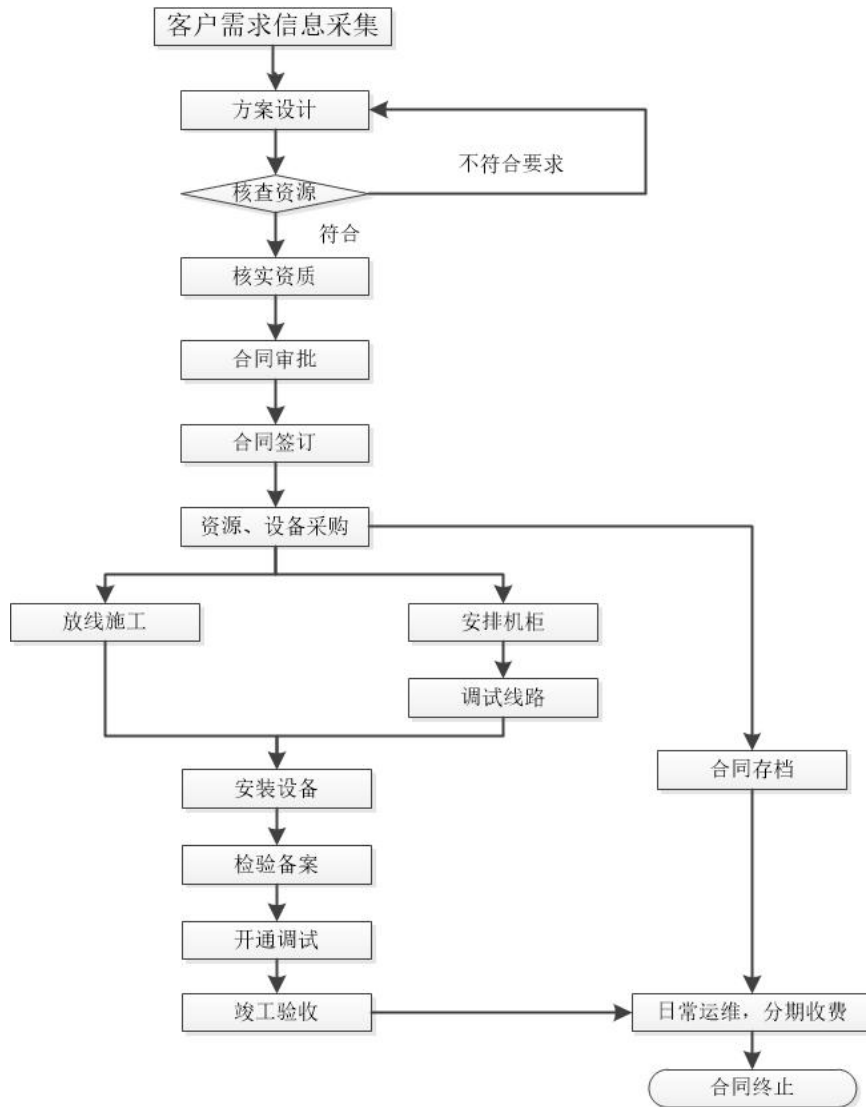 客户需求信息采集
方案设计
不符合要求
核查资源
符合
核实资质
合同审批
合同签订
资源、设备采购
放线施工
安排机柜
调试线路
合同存档
安装设备
检验备案
开通调试
竣工验收
日常运维，分期收费
合同终止